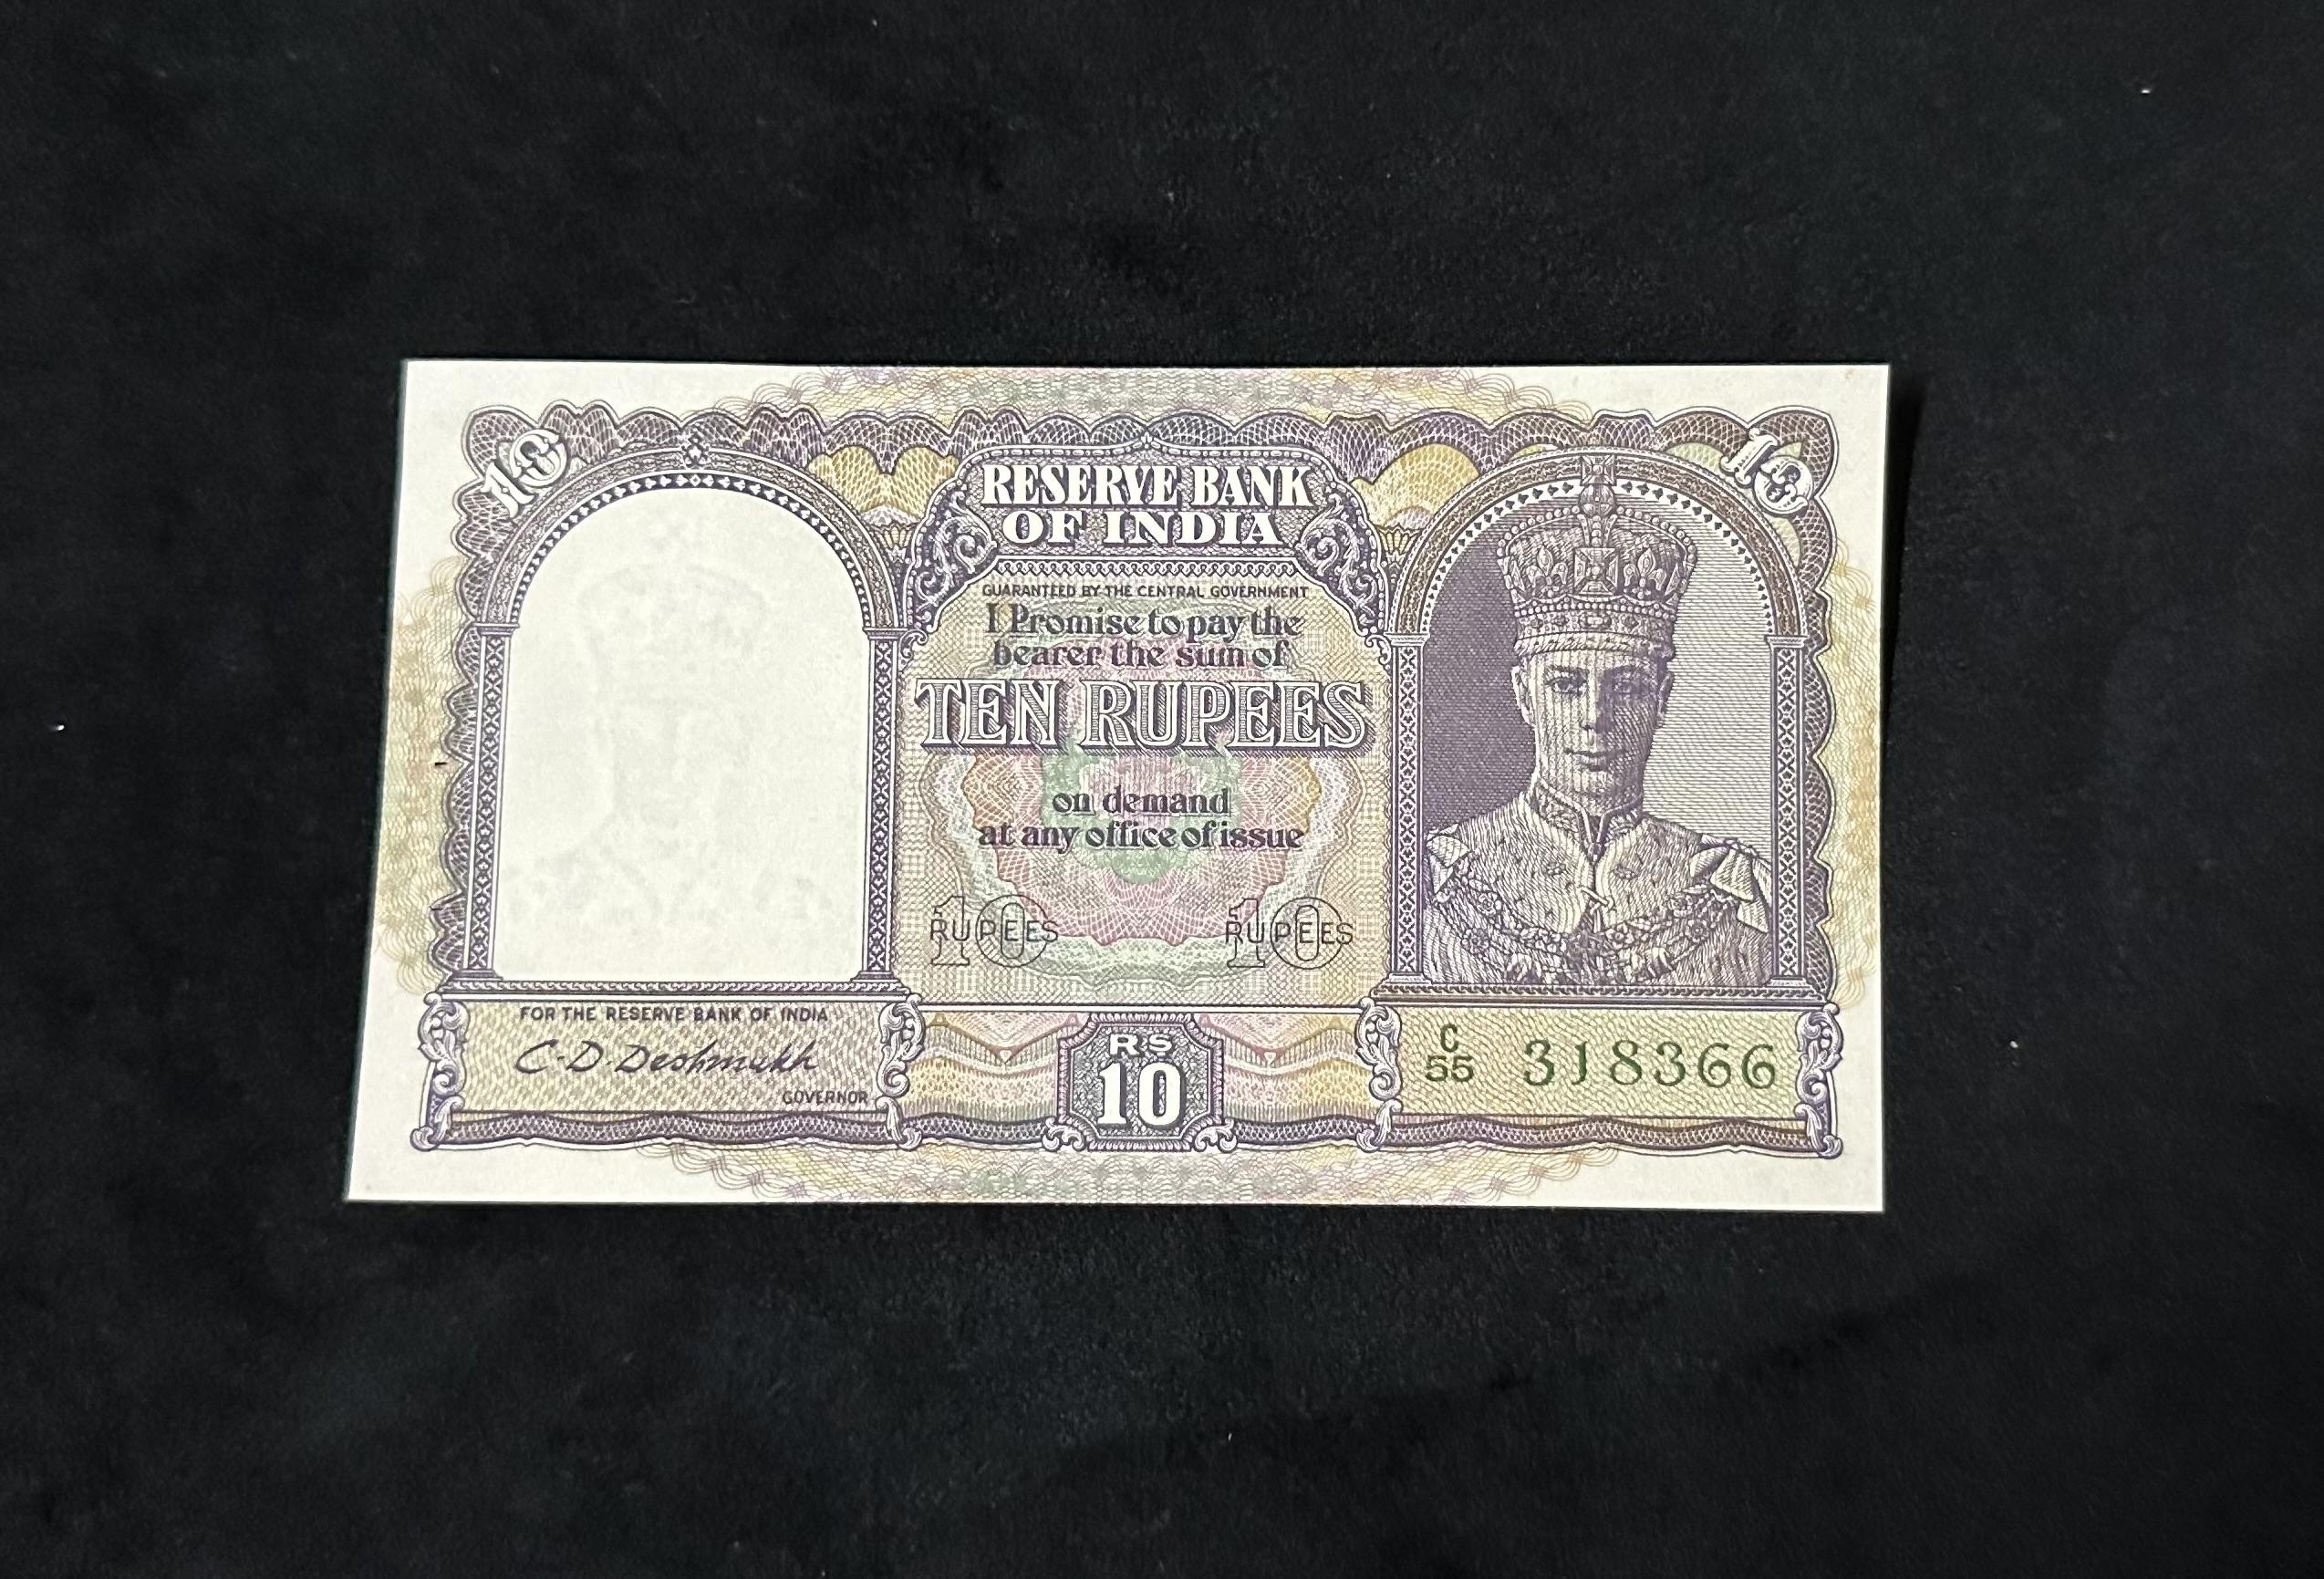 10
10
RESERVE BANK
OF INDIA
GUARANTEED BY THE CENTRAL GOVERNMENT
I Promise to pay the
bearer the sum of
TEN RUPEES
on demand
at any office of issue
10 RUPEES
10 RUPEES
FOR THE RESERVE BANK OF INDIA
C.D. Deshmukh
GOVERNOR
RS
10
C
55 318366